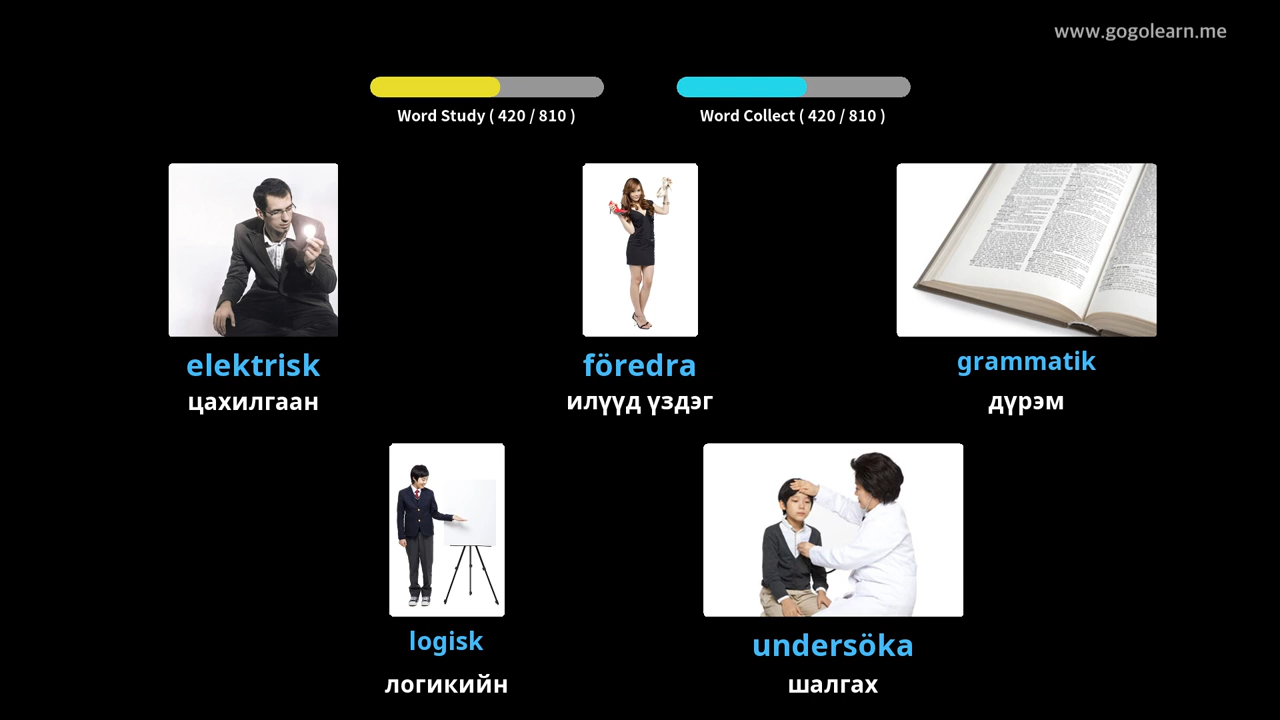 www.gogolearn.me
Word Study ( 420 / 810 )
Word Collect ( 420 / 810 )
elektrisk
цахилгаан
föredra
илүүд үздэг
grammatik
дүрэм
logisk
логикийн
undersöka
шалгах